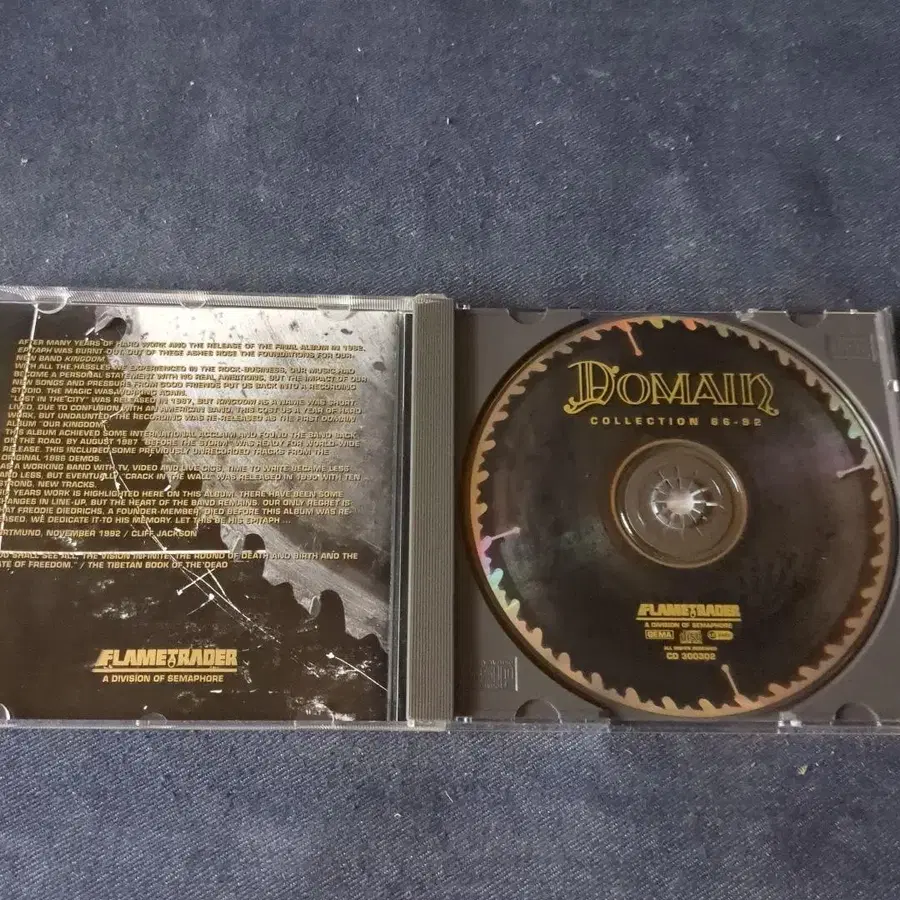 AFTER MANY YEARS OF HARD WORK AND THE RELEASE OF THE FINAL ALBUM IN 1982,
EPITAPH WAS BURNT OUT. OUT OF THESE ASHES ROSE THE FOUNDATIONS FOR OUR
NEW BAND KINGDOM.
WITH ALL THE HASSLES WE EXPERIENCED IN THE ROCK-BUSINESS, OUR MUSIC HAD
BECOME A PERSONAL STATEMENT WITH NO REAL AMBITIONS, BUT THE IMPACT OF OUR
NEW SONGS AND PRESSURE FROM GOOD FRIENDS PUT US BACK INTO A RECORDING
STUDIO. THE MAGIC WAS WORKING AGAIN.
"LOST IN THE CITY" WAS RELEASED IN 1987, BUT KINGDOM AS A NAME WAS SHORT
LIVED. DUE TO CONFUSION WITH AN AMERICAN BAND, THIS COST US A YEAR OF HARD
WORK. BUT UNDAUNTED, THE RECORDING WAS RE-RELEASED AS THE FIRST DOMAIN
ALBUM "OUR KINGDOM".
THIS ALBUM ACHIEVED SOME INTERNATIONAL ACCLAIM AND FOUND THE BAND BACK
ON THE ROAD. BY AUGUST 1987 "BEFORE THE STORM" WAS READY FOR WORLD-WIDE
RELEASE. THIS INCLUDED SOME PREVIOUSLY UNRECORDED TRACKS FROM THE
ORIGINAL 1986 DEMOS.
AS A WORKING BAND WITH TV, VIDEO AND LIVE GIGS, TIME TO WRITE BECAME LESS
AND LESS, BUT EVENTUALLY "CRACK IN THE WALL" WAS RELEASED IN WITH TEN
STRONG, NEW TRACKS.
YEARS WORK IS HIGHLIGHTED HERE ON THIS ALBUM. THERE HAVE BEEN SOME
CHANGES IN LINE-UP, BUT THE HEART OF THE BAND REMAINS. OUR ONLY REGRET IS
THAT FREDDIE DIEDRICHS, A FOUNDER-MEMBER, DIED BEFORE THIS ALBUM WAS RE-
LEASED. WE DEDICATE IT TO HIS MEMORY. LET THIS BE HIS EPITAPH ...
RTMUND, NOVEMBER 1992 / CLIFF JACKSON
OU SHALL SEE ALL THE VISION INFINITE, THE ROUND OF DEATH AND BIRTH AND THE
ATE OF FREEDOM." / THE TIBETAN BOOK OF THE DEAD
FLAMETRADER
A DIVISION OF SEMAPHORE
DOMAIN
COLLECTION 86-92
FLAMETRADER
A DIVISION OF SEMAPHORE
GEMA
ALL RIGHTS RESERVED
CD 300302